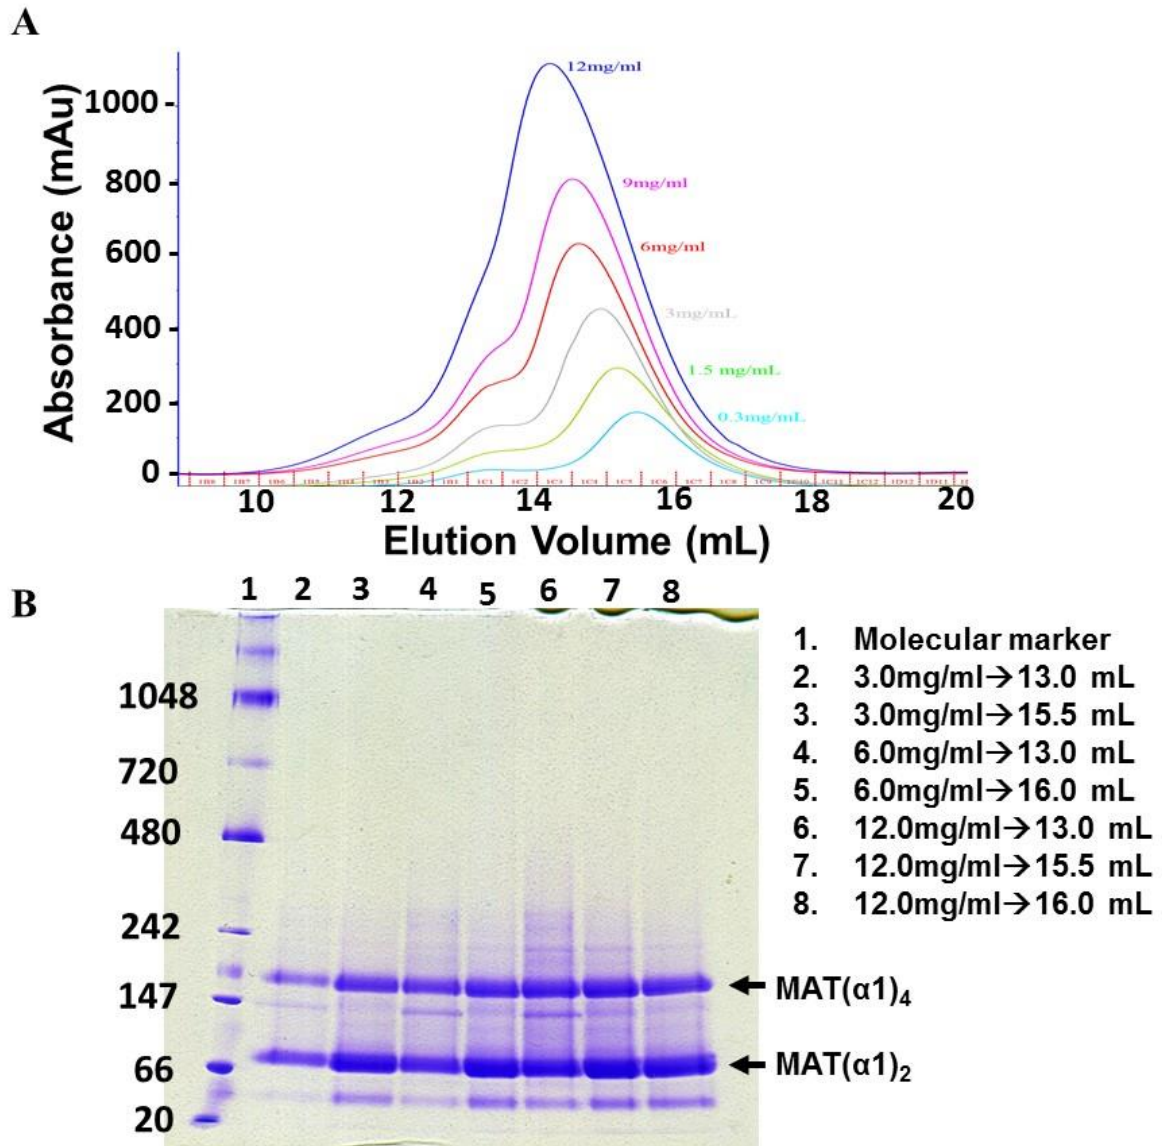 A
Absorbance (mAu)
1000
800
600
400
200
0
12mg/ml
9mg/ml
6mg/ml
3mg/mL
1.5 mg/mL
0.3mg/mL
10 12 14 16 18 20
Elution Volume (mL)
B
1 2 3 4 5 6 7 8
1048
720
480
242
147
66
20
1. Molecular marker
2. 3.0mg/ml→13.0 mL
3. 3.0mg/ml→15.5 mL
4. 6.0mg/ml→13.0 mL
5. 6.0mg/ml→16.0 mL
6. 12.0mg/ml→13.0 mL
7. 12.0mg/ml→15.5 mL
8. 12.0mg/ml→16.0 mL
MAT(α1)₄
MAT(α1)₂